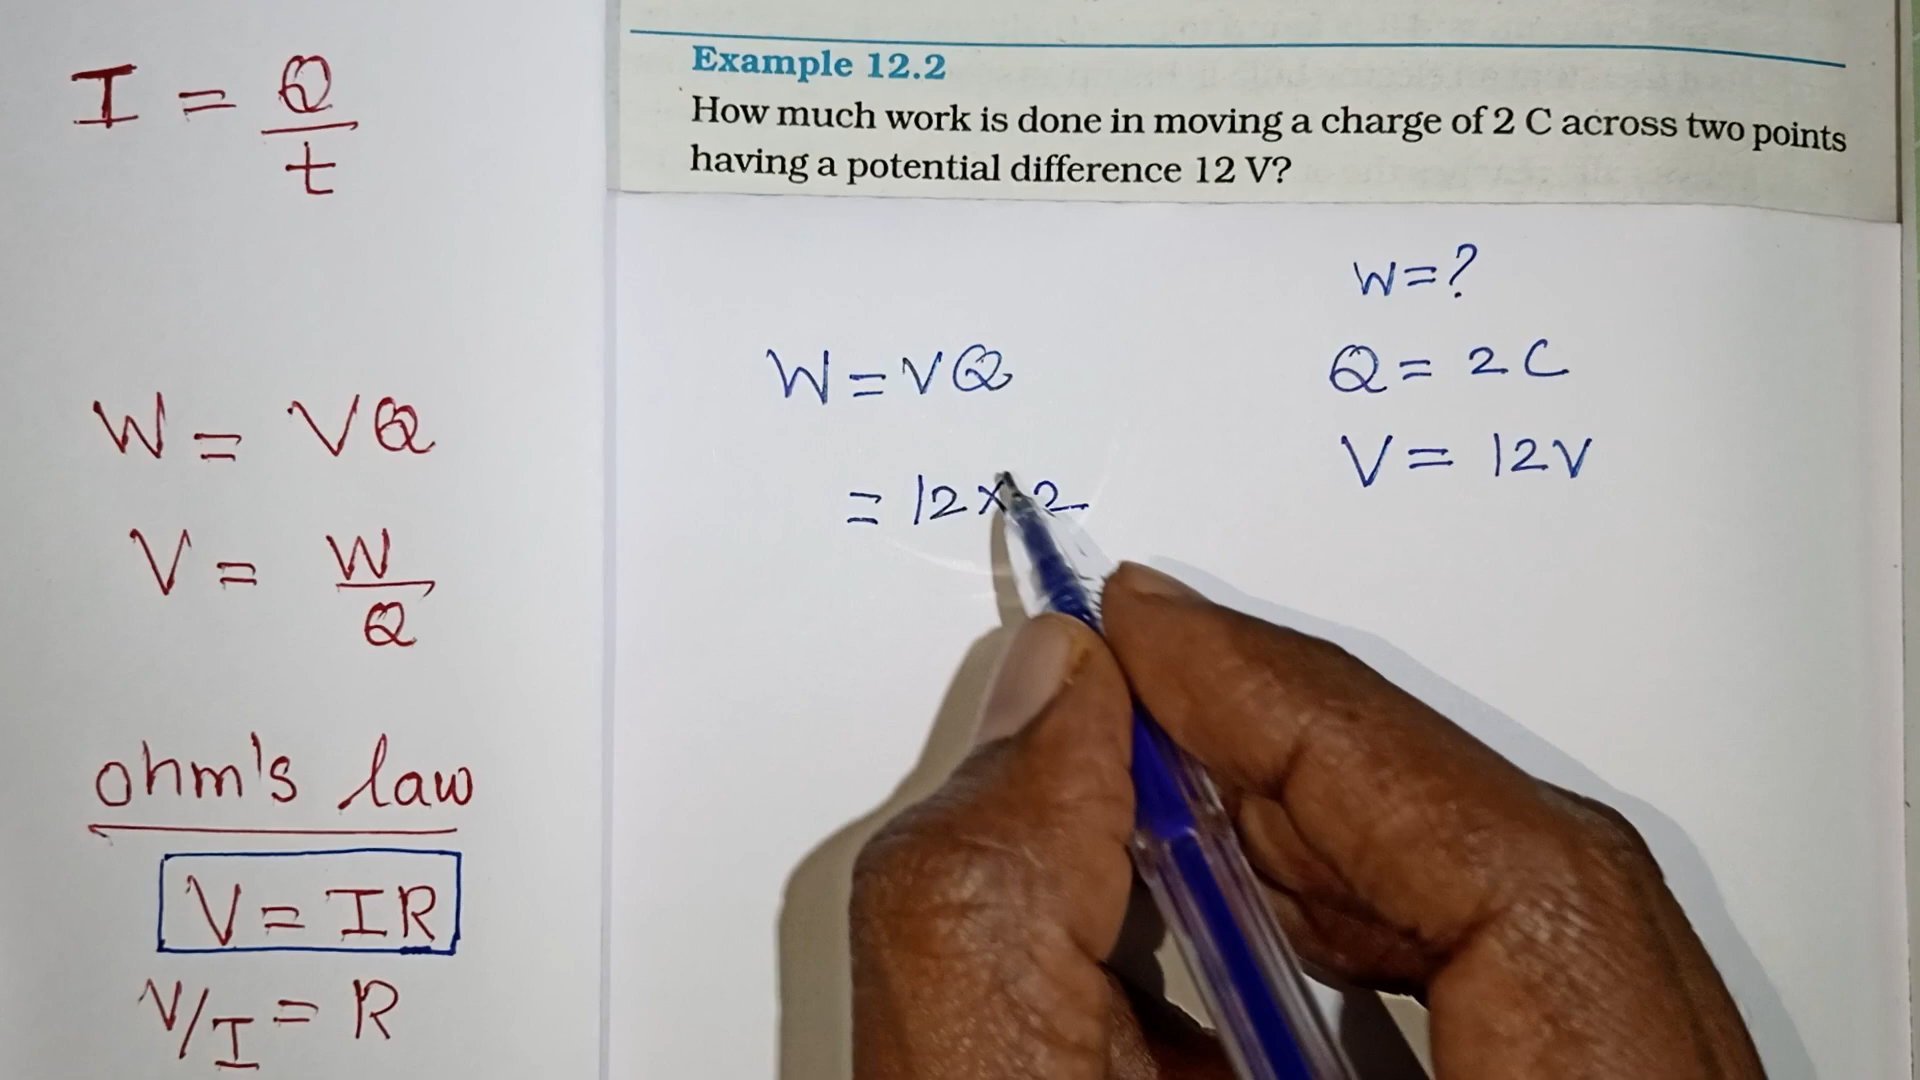 I = Q/t
W = VQ
V = W/Q
ohm's law
V = IR
V/I = R
Example 12.2
How much work is done in moving a charge of 2 C across two points
having a potential difference 12 V?
W = VQ
= 12 × 2
W = ?
Q = 2 C
V = 12V